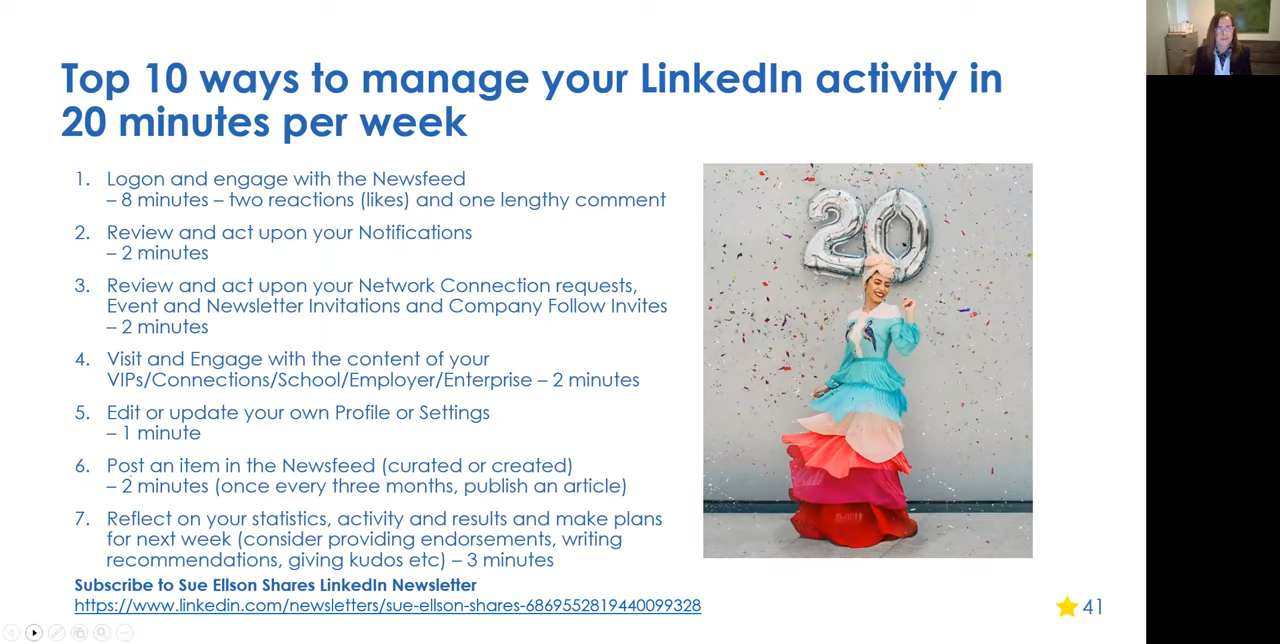 Top 10 ways to manage your LinkedIn activity in
20 minutes per week
1. Logon and engage with the Newsfeed
– 8 minutes – two reactions (likes) and one lengthy comment
2. Review and act upon your Notifications
– 2 minutes
3. Review and act upon your Network Connection requests,
Event and Newsletter Invitations and Company Follow Invites
– 2 minutes
4. Visit and Engage with the content of your
VIPs/Connections/School/Employer/Enterprise – 2 minutes
5. Edit or update your own Profile or Settings
– 1 minute
6. Post an item in the Newsfeed (curated or created)
– 2 minutes (once every three months, publish an article)
7. Reflect on your statistics, activity and results and make plans
for next week (consider providing endorsements, writing
recommendations, giving kudos etc) – 3 minutes
Subscribe to Sue Ellson Shares LinkedIn Newsletter
https://www.linkedin.com/newsletters/sue-ellson-shares-6869552819440099328
20
41